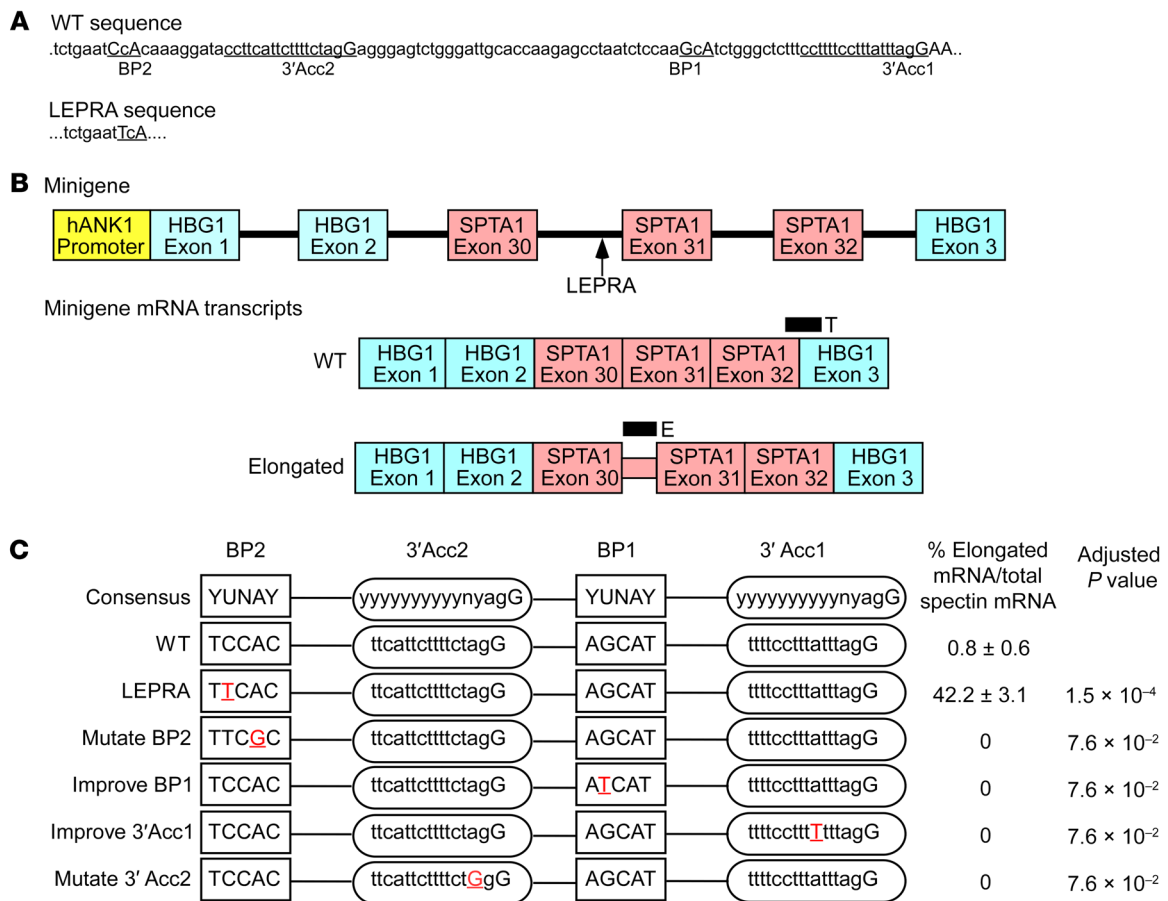 A
WT sequence
.tctgaatCcAcaaaggataccttcattcttttctagGagggagtctgggattgcaccaagagcctaatctccaaGcAtctgggctctttccttttcctttatttagGAA..
BP2 3′Acc2 BP1 3′Acc1
LEPRA sequence
...tctgaatTcA....
B Minigene
hANK1 Promoter HBG1 Exon 1 HBG1 Exon 2 SPTA1 Exon 30 SPTA1 Exon 31 SPTA1 Exon 32 HBG1 Exon 3
LEPRA
Minigene mRNA transcripts
T
WT HBG1 Exon 1 HBG1 Exon 2 SPTA1 Exon 30 SPTA1 Exon 31 SPTA1 Exon 32 HBG1 Exon 3
E
Elongated HBG1 Exon 1 HBG1 Exon 2 SPTA1 Exon 30 SPTA1 Exon 31 SPTA1 Exon 32 HBG1 Exon 3
C BP2 3′Acc2 BP1 3′ Acc1 % Elongated mRNA/total spectin mRNA Adjusted P value
Consensus YUNAY yyyyyyyyyynyagG YUNAY yyyyyyyyyynyagG
WT TCCAC ttcattcttttctagG AGCAT ttttcctttatttagG 0.8 ± 0.6
LEPRA TTCAC ttcattcttttctagG AGCAT ttttcctttatttagG 42.2 ± 3.1 1.5 × 10⁻⁴
Mutate BP2 TTCGC ttcattcttttctagG AGCAT ttttcctttatttagG 0 7.6 × 10⁻²
Improve BP1 TCCAC ttcattcttttctagG ATCAT ttttcctttatttagG 0 7.6 × 10⁻²
Improve 3′Acc1 TCCAC ttcattcttttctagG AGCAT ttttcctttTtttagG 0 7.6 × 10⁻²
Mutate 3′ Acc2 TCCAC ttcattcttttctGgG AGCAT ttttcctttatttagG 0 7.6 × 10⁻²